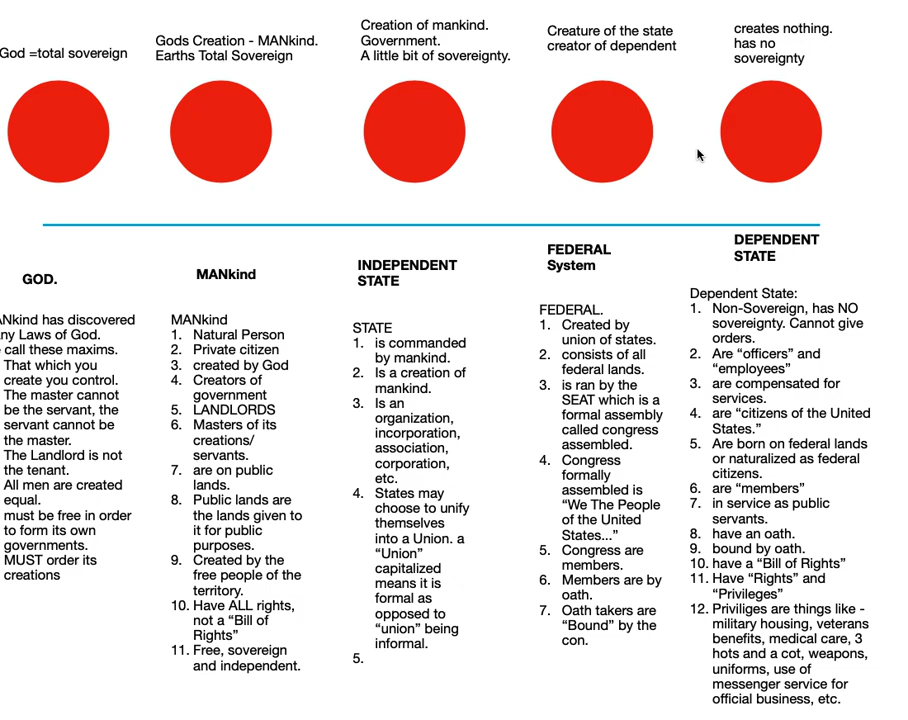 God =total sovereign
Gods Creation - MANkind.
Earths Total Sovereign
Creation of mankind.
Government.
A little bit of sovereignty.
Creature of the state
creator of dependent
creates nothing.
has no
sovereignty
GOD.
MANkind
INDEPENDENT
STATE
FEDERAL
System
DEPENDENT
STATE
has discovered
Laws of God.
call these maxims.
That which you
create you control.
The master cannot
be the servant, the
servant cannot be
the master.
The Landlord is not
the tenant.
All men are created
equal.
must be free in order
to form its own
governments.
MUST order its
creations
MANkind
1. Natural Person
2. Private citizen
3. created by God
4. Creators of
government
5. LANDLORDS
6. Masters of its
creations/
servants.
7. are on public
lands.
8. Public lands are
the lands given to
it for public
purposes.
9. Created by the
free people of the
territory.
10. Have ALL rights,
not a “Bill of
Rights”
11. Free, sovereign
and independent.
STATE
1. is commanded
by mankind.
2. Is a creation of
mankind.
3. Is an
organization,
incorporation,
association,
corporation,
etc.
4. States may
choose to unify
themselves
into a Union. a
“Union”
capitalized
means it is
formal as
opposed to
“union” being
informal.
5.
FEDERAL.
1. Created by
union of states.
2. consists of all
federal lands.
3. is ran by the
SEAT which is a
formal assembly
called congress
assembled.
4. Congress
formally
assembled is
“We The People
of the United
States...”
5. Congress are
members.
6. Members are by
oath.
7. Oath takers are
“Bound” by the
con.
Dependent State:
1. Non-Sovereign, has NO
sovereignty. Cannot give
orders.
2. Are “officers” and
“employees”
3. are compensated for
services.
4. are “citizens of the United
States.”
5. Are born on federal lands
or naturalized as federal
citizens.
6. are “members”
7. in service as public
servants.
8. have an oath.
9. bound by oath.
10. have a “Bill of Rights”
11. Have “Rights” and
“Privileges”
12. Priviliges are things like -
military housing, veterans
benefits, medical care, 3
hots and a cot, weapons,
uniforms, use of
messenger service for
official business, etc.